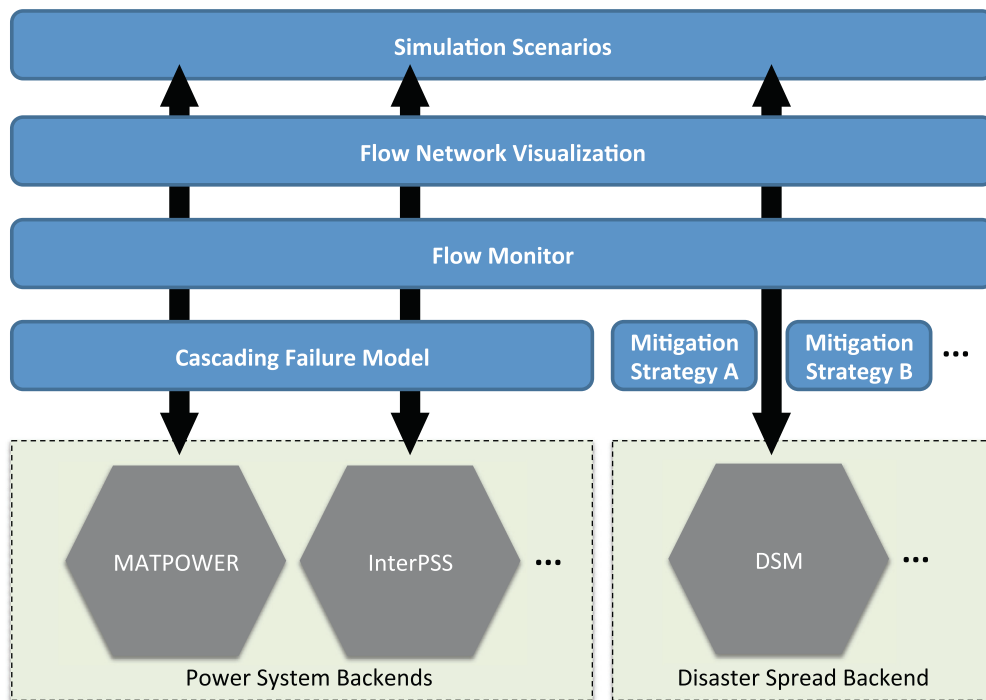 Simulation Scenarios
Flow Network Visualization
Flow Monitor
Cascading Failure Model
Mitigation
Strategy A
Mitigation
Strategy B
...
MATPOWER
InterPSS
...
DSM
...
Power System Backends
Disaster Spread Backend